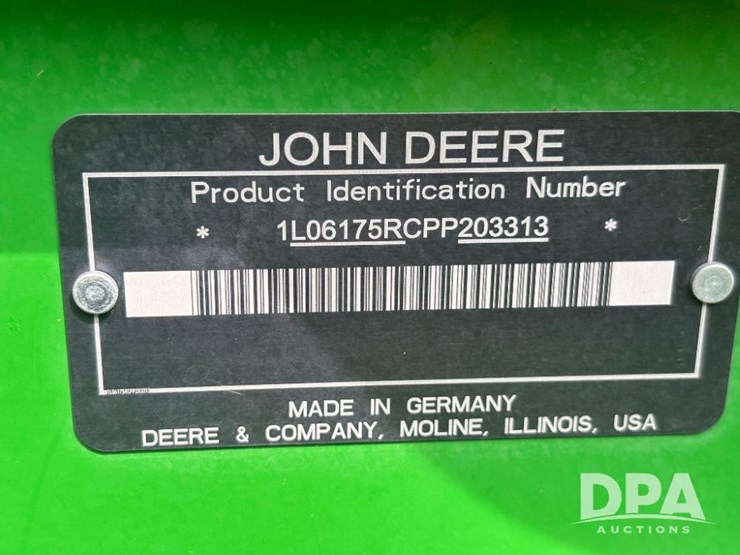 JOHN DEERE
Product Identification Number
* 1L06175RCPP203313 *
MADE IN GERMANY
DEERE & COMPANY, MOLINE, ILLINOIS, USA
DPA
AUCTIONS